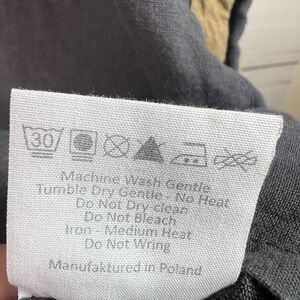 30
Machine Wash Gentle
Tumble Dry Gentle - No Heat
Do Not Dry-clean
Do Not Bleach
Iron - Medium Heat
Do Not Wring
Manufaktured in Poland